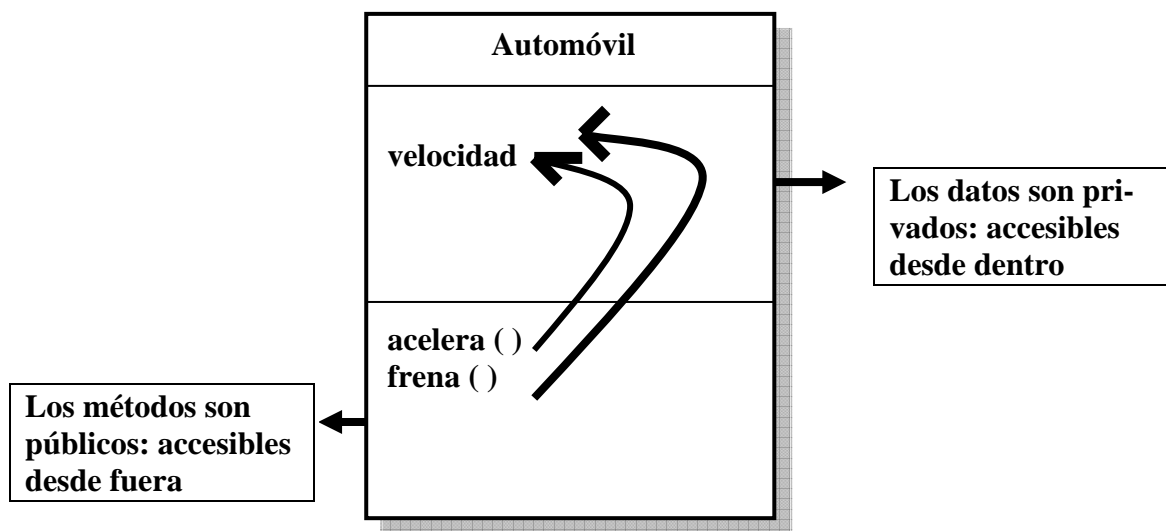 Automóvil
velocidad
Los datos son pri-
vados: accesibles
desde dentro
acelera ( )
frena ( )
Los métodos son
públicos: accesibles
desde fuera